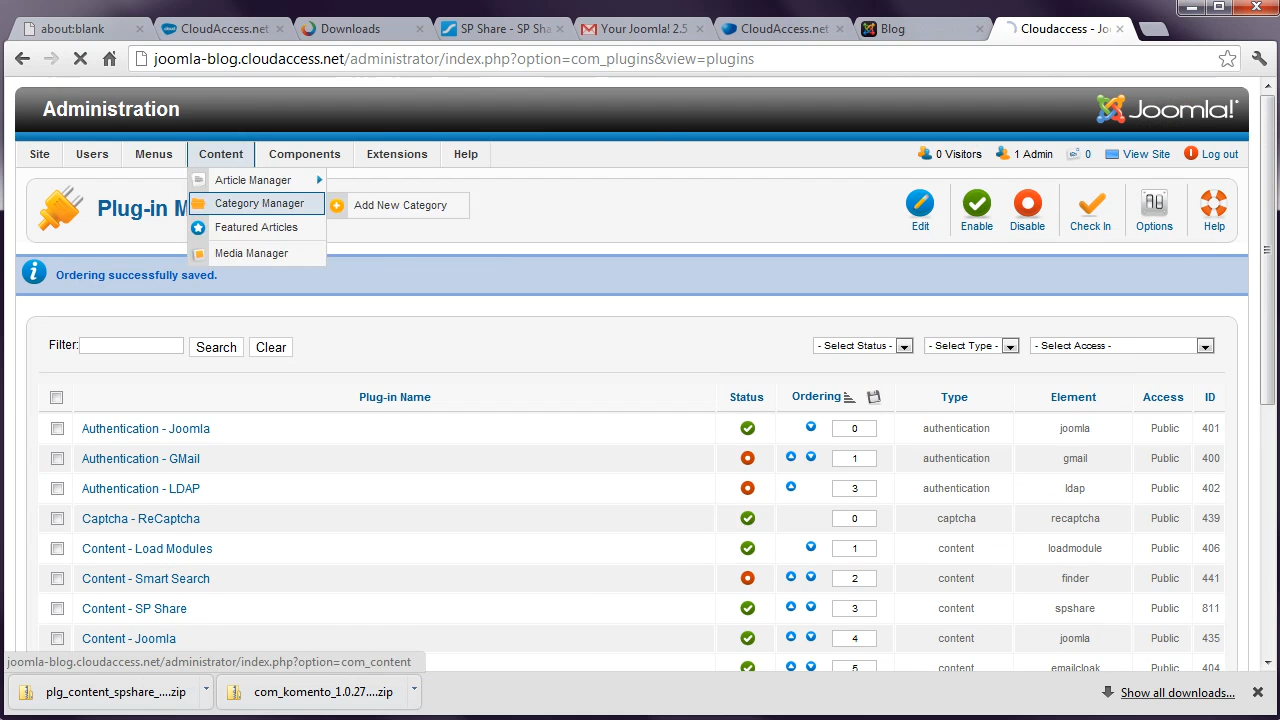 about:blank
CloudAccess.net
Downloads
SP Share - SP Sha
Your Joomla! 2.5
CloudAccess.net
Blog
Cloudaccess - Jo
joomla-blog.cloudaccess.net/administrator/index.php?option=com_plugins&view=plugins
Administration
Joomla!
Site Users Menus Content Components Extensions Help
0 Visitors 1 Admin 0 View Site Log out
Article Manager
Category Manager
Add New Category
Featured Articles
Media Manager
Plug-in M
Edit Enable Disable Check In Options Help
Ordering successfully saved.
Filter: Search Clear
- Select Status - - Select Type - - Select Access -
Plug-in Name Status Ordering Type Element Access ID
Authentication - Joomla 0 authentication joomla Public 401
Authentication - GMail 1 authentication gmail Public 400
Authentication - LDAP 3 authentication ldap Public 402
Captcha - ReCaptcha 0 captcha recaptcha Public 439
Content - Load Modules 1 content loadmodule Public 406
Content - Smart Search 2 content finder Public 441
Content - SP Share 3 content spshare Public 811
Content - Joomla 4 content joomla Public 435
5 content emailcloak Public 404
joomla-blog.cloudaccess.net/administrator/index.php?option=com_content
plg_content_spshare_....zip
com_komento_1.0.27....zip
Show all downloads...